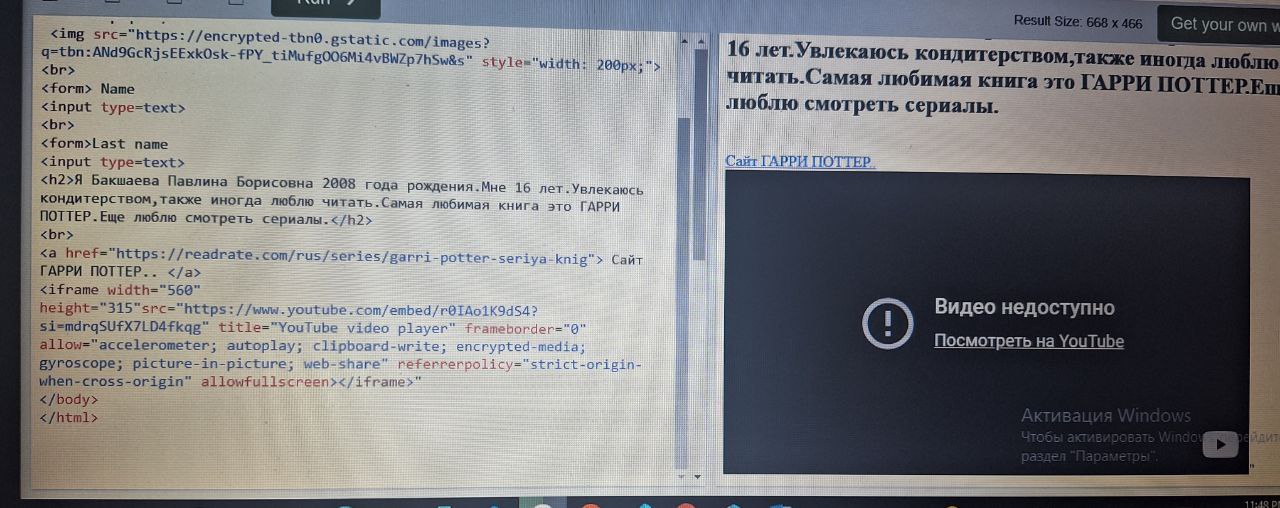 Run
Result Size: 668 x 466
Get your own w
<img src="https://encrypted-tbn0.gstatic.com/images?
q=tbn:ANd9GcRjsEExkOsk-fPY_tiMufgOO6Mi4vBWZp7hSw&s" style="width: 200px;">
<br>
<form> Name
<input type=text>
<br>
<form>Last name
<input type=text>
<h2>Я Бакшаева Павлина Борисовна 2008 года рождения.Мне 16 лет.Увлекаюсь
кондитерством,также иногда люблю читать.Самая любимая книга это ГАРРИ
ПОТТЕР.Еще люблю смотреть сериалы.</h2>
<br>
<a href="https://readrate.com/rus/series/garri-potter-seriya-knig"> Сайт
ГАРРИ ПОТТЕР.. </a>
<iframe width="560"
height="315"src="https://www.youtube.com/embed/r0IAo1K9dS4?
si=mdrqSUfX7LD4fkqg" title="YouTube video player" frameborder="0"
allow="accelerometer; autoplay; clipboard-write; encrypted-media;
gyroscope; picture-in-picture; web-share" referrerpolicy="strict-origin-
when-cross-origin" allowfullscreen></iframe>"
</body>
</html>
16 лет.Увлекаюсь кондитерством,также иногда люблю
читать.Самая любимая книга это ГАРРИ ПОТТЕР.Ещ
люблю смотреть сериалы.
Сайт ГАРРИ ПОТТЕР..
Видео недоступно
Посмотреть на YouTube
Активация Windows
Чтобы активировать Windows, перейдит
раздел "Параметры".
"
11:48 P